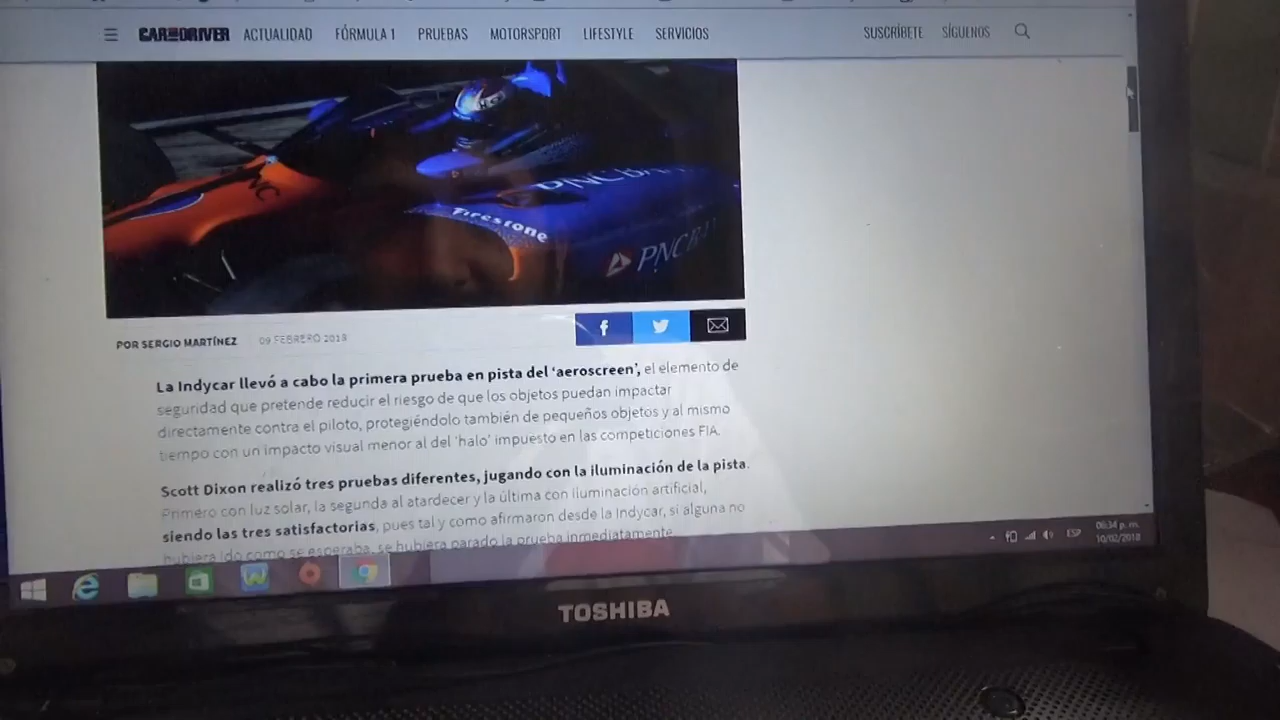 CAR AND DRIVER ACTUALIDAD FÓRMULA 1 PRUEBAS MOTORSPORT LIFESTYLE SERVICIOS SUSCRÍBETE SÍGUENOS
NC
PNC BA
Firestone
PNC BA
POR SERGIO MARTÍNEZ 09 FEBRERO 2018
La Indycar llevó a cabo la primera prueba en pista del ‘aeroscreen’, el elemento de
seguridad que pretende reducir el riesgo de que los objetos puedan impactar
directamente contra el piloto, protegiéndolo también de pequeños objetos y al mismo
tiempo con un impacto visual menor al del ‘halo’ impuesto en las competiciones FIA.
Scott Dixon realizó tres pruebas diferentes, jugando con la iluminación de la pista.
Primero con luz solar, la segunda al atardecer y la última con iluminación artificial,
siendo las tres satisfactorias, pues tal y como afirmaron desde la Indycar, si alguna no
hubiera ido como se esperaba, se hubiera parado la prueba inmediatamente.
ESP
06:34 p. m.
10/02/2018
TOSHIBA